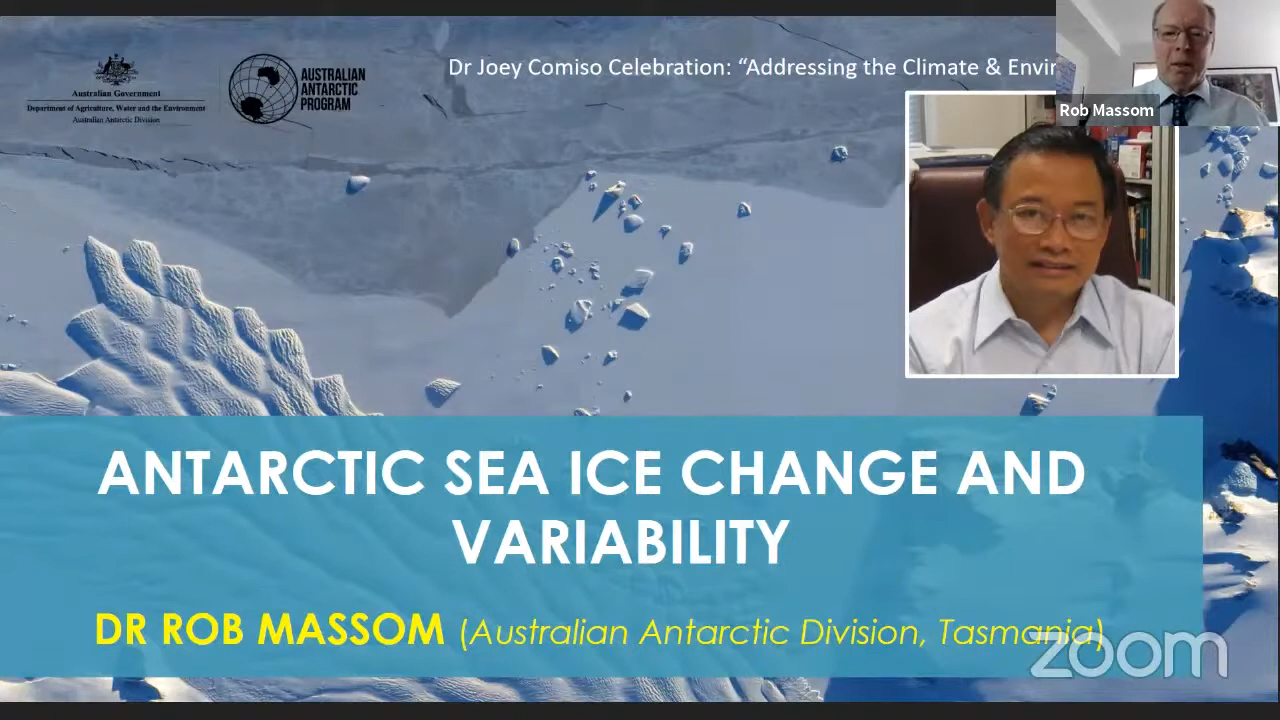 Dr Joey Comiso Celebration: “Addressing the Climate & Envir
Rob Massom
Australian Government
Department of Agriculture, Water and the Environment
Australian Antarctic Division
AUSTRALIAN
ANTARCTIC
PROGRAM
ANTARCTIC SEA ICE CHANGE AND
VARIABILITY
DR ROB MASSOM (Australian Antarctic Division, Tasmania)
zoom